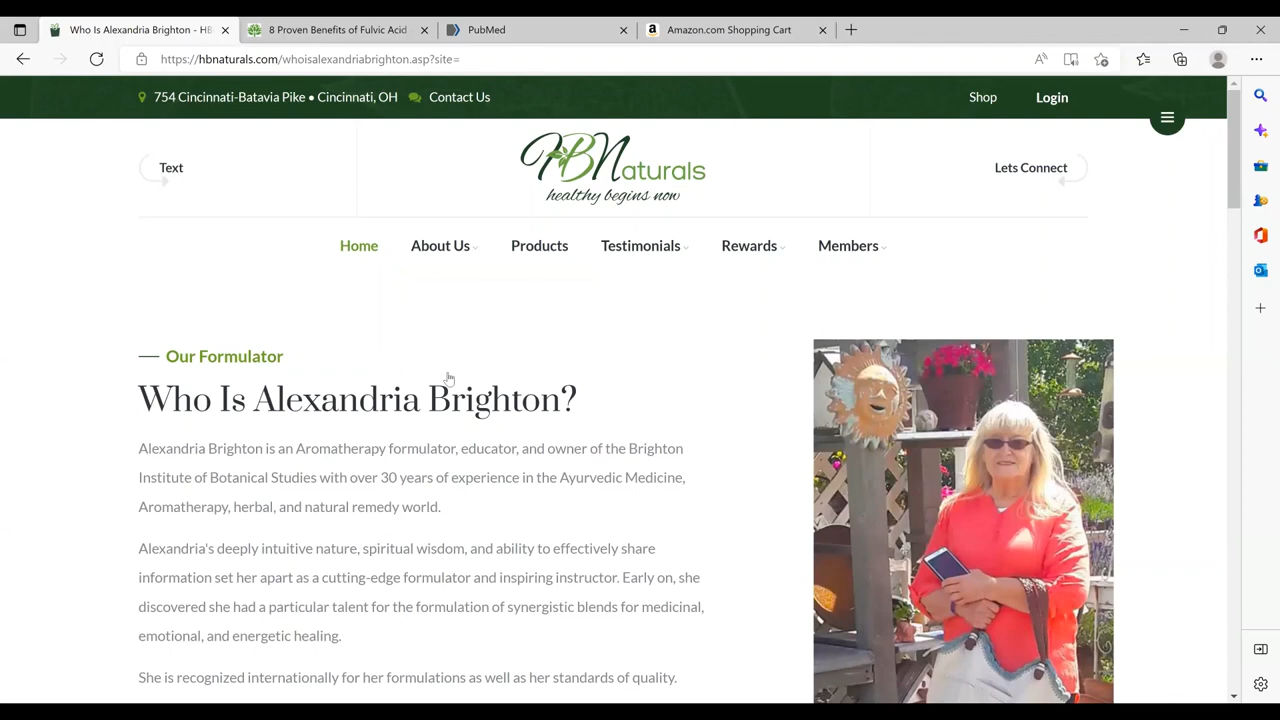 Who Is Alexandria Brighton - HB
8 Proven Benefits of Fulvic Acid
PubMed
Amazon.com Shopping Cart
https://hbnaturals.com/whoisalexandriabrighton.asp?site=
754 Cincinnati-Batavia Pike • Cincinnati, OH
Contact Us
Shop
Login
Text
HBNaturals
healthy begins now
Lets Connect
Home
About Us
Products
Testimonials
Rewards
Members
Our Formulator
Who Is Alexandria Brighton?
Alexandria Brighton is an Aromatherapy formulator, educator, and owner of the Brighton
Institute of Botanical Studies with over 30 years of experience in the Ayurvedic Medicine,
Aromatherapy, herbal, and natural remedy world.
Alexandria's deeply intuitive nature, spiritual wisdom, and ability to effectively share
information set her apart as a cutting-edge formulator and inspiring instructor. Early on, she
discovered she had a particular talent for the formulation of synergistic blends for medicinal,
emotional, and energetic healing.
She is recognized internationally for her formulations as well as her standards of quality.